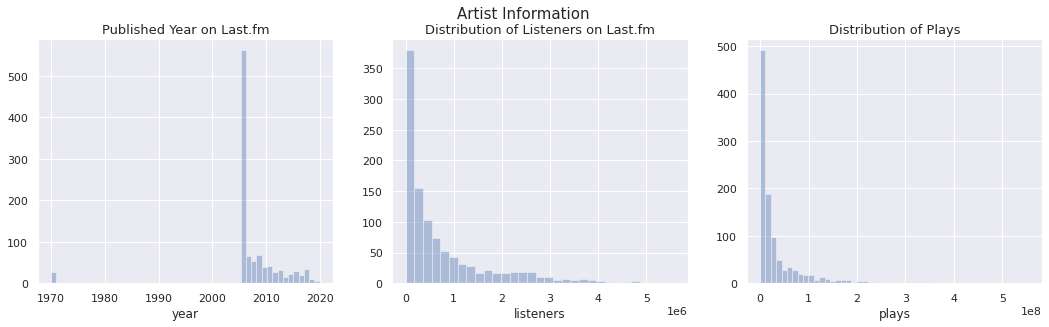 Artist Information
Published Year on Last.fm
500
400
300
200
100
0
1970 1980 1990 2000 2010 2020
year
Distribution of Listeners on Last.fm
350
300
250
200
150
100
50
0
0 1 2 3 4 5
1e6
listeners
Distribution of Plays
500
400
300
200
100
0
0 1 2 3 4 5
1e8
plays